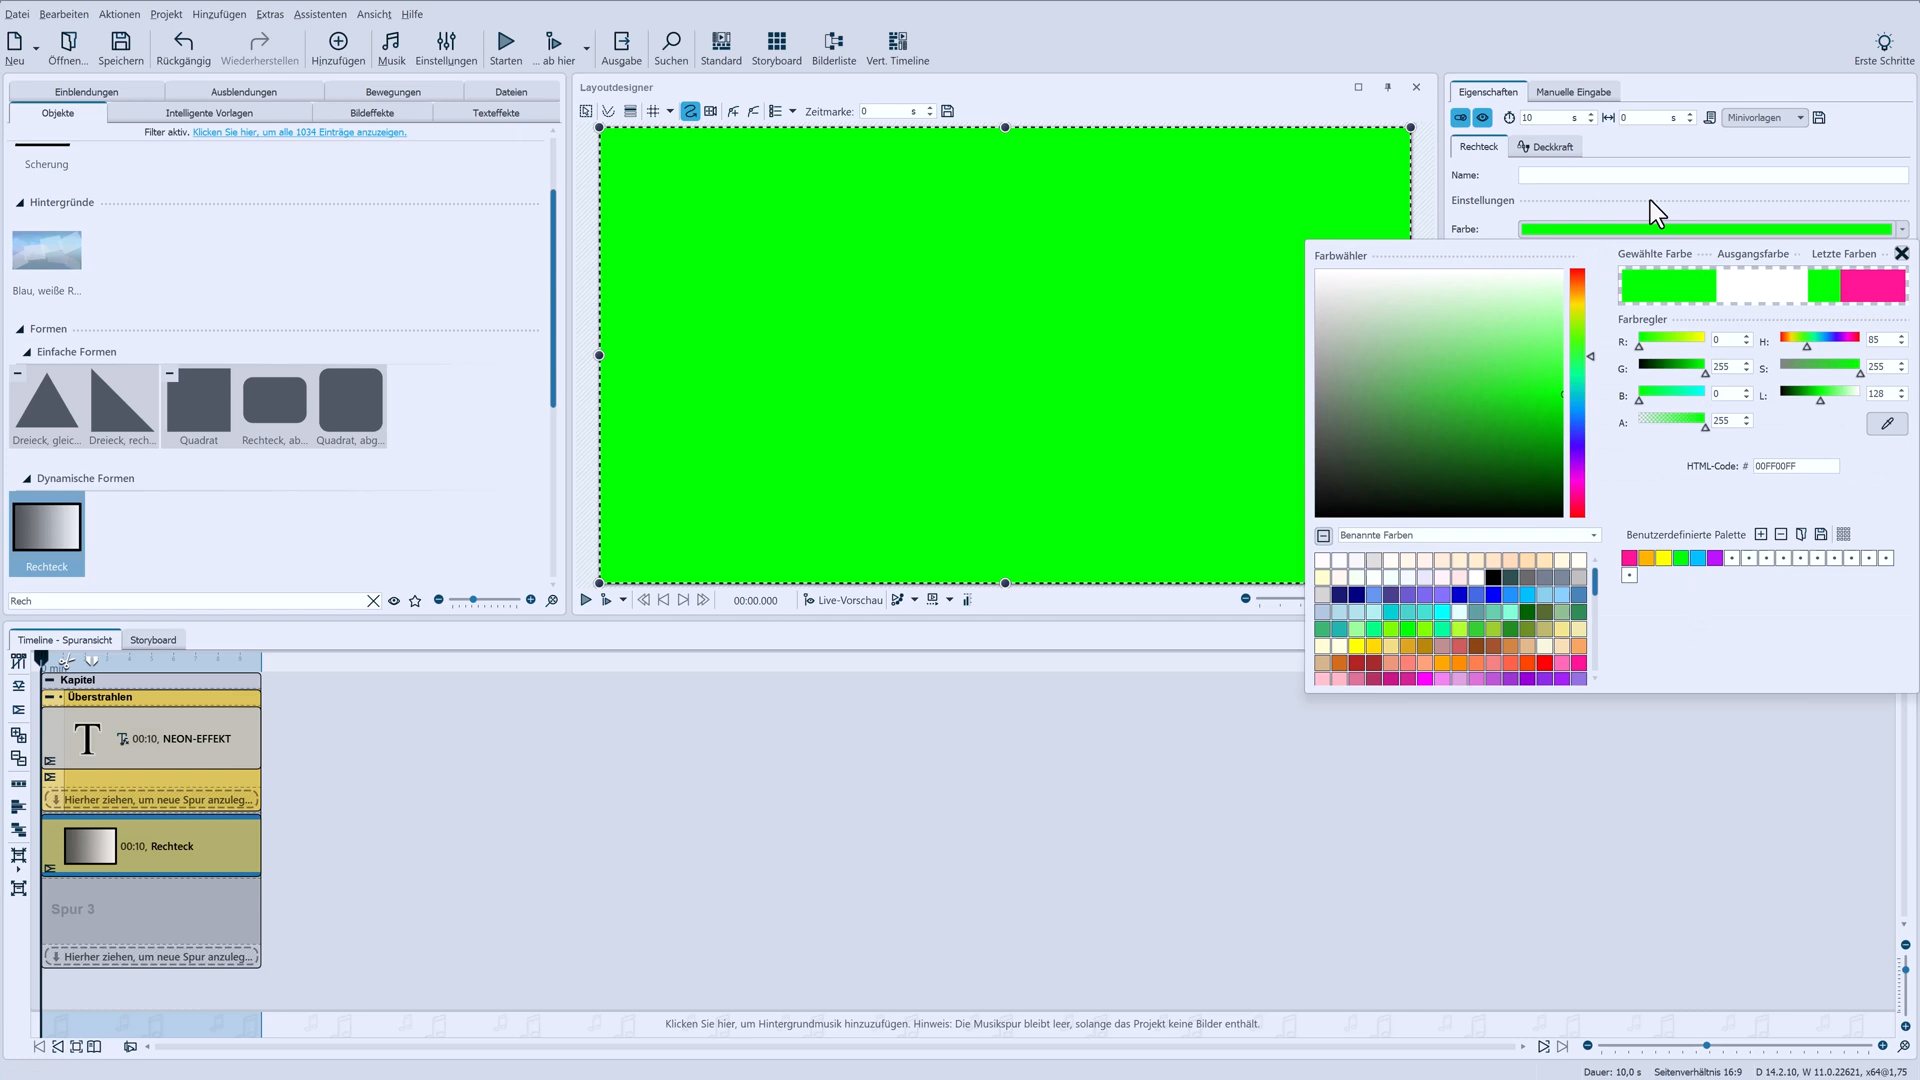 Datei Bearbeiten Aktionen Projekt Hinzufügen Extras Assistenten Ansicht Hilfe
Neu Öffnen... Speichern Rückgängig Wiederherstellen Hinzufügen Musik Einstellungen Starten ... ab hier Ausgabe Suchen Standard Storyboard Bilderliste Vert. Timeline Erste Schritte
Einblendungen Ausblendungen Bewegungen Dateien
Objekte Intelligente Vorlagen Bildeffekte Texteffekte
Filter aktiv. Klicken Sie hier, um alle 1034 Einträge anzuzeigen.
Scherung
Hintergründe
Blau, weiße R...
Formen
Einfache Formen
Dreieck, gleic... Dreieck, rech... Quadrat Rechteck, ab... Quadrat, abg...
Dynamische Formen
Rechteck
Rech
Layoutdesigner
Zeitmarke: 0 s
00:00.000 Live-Vorschau
Eigenschaften Manuelle Eingabe
10 s 0 s Minivorlagen
Rechteck Deckkraft
Name:
Einstellungen
Farbe:
Farbwähler
Gewählte Farbe Ausgangsfarbe Letzte Farben
Farbregler
R: 0 H: 85
G: 255 S: 255
B: 0 L: 128
A: 255
HTML-Code: # 00FF00FF
Benannte Farben
Benutzerdefinierte Palette
Timeline - Spuransicht Storyboard
0 min
Kapitel
Überstrahlen
T 00:10, NEON-EFFEKT
Hierher ziehen, um neue Spur anzuleg...
00:10, Rechteck
Spur 3
Hierher ziehen, um neue Spur anzuleg...
Klicken Sie hier, um Hintergrundmusik hinzuzufügen. Hinweis: Die Musikspur bleibt leer, solange das Projekt keine Bilder enthält.
Dauer: 10,0 s Seitenverhältnis 16:9 D 14.2.10, W 11.0.22621, x64@1,75